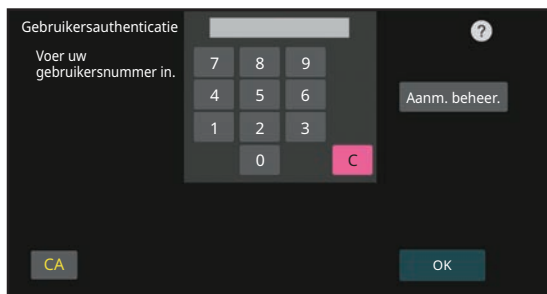 Gebruikersauthenticatie
?
Voer uw
gebruikersnummer in.
7 8 9
4 5 6
Aanm. beheer.
1 2 3
0 C
CA
OK